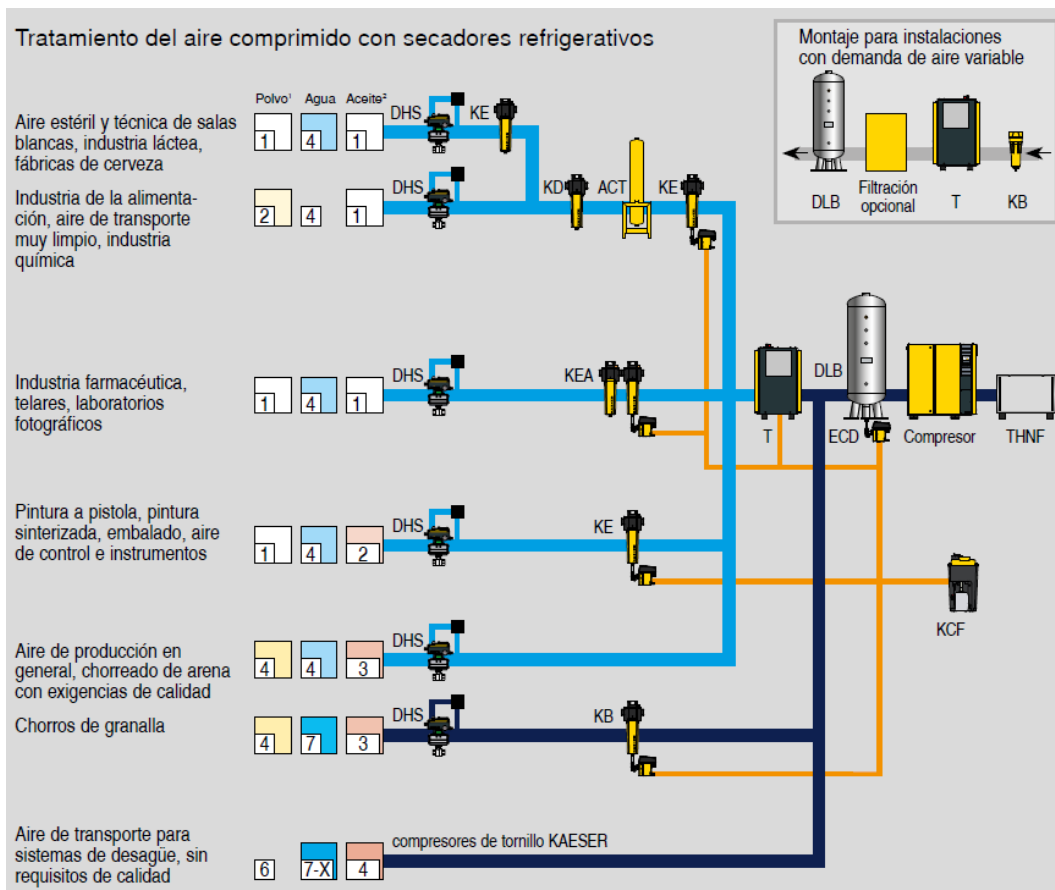 Tratamiento del aire comprimido con secadores refrigerativos
Montaje para instalaciones
con demanda de aire variable
DLB
Filtración
opcional
T
KB
Polvo¹
Agua
Aceite²
Aire estéril y técnica de salas
blancas, industria láctea,
fábricas de cerveza
1
4
1
DHS
KE
Industria de la alimenta-
ción, aire de transporte
muy limpio, industria
química
2
4
1
DHS
KD
ACT
KE
Industria farmacéutica,
telares, laboratorios
fotográficos
1
4
1
DHS
KEA
T
DLB
ECD
Compresor
THNF
Pintura a pistola, pintura
sinterizada, embalado, aire
de control e instrumentos
1
4
2
DHS
KE
KCF
Aire de producción en
general, chorreado de arena
con exigencias de calidad
4
4
3
DHS
Chorros de granalla
4
7
3
DHS
KB
Aire de transporte para
sistemas de desagüe, sin
requisitos de calidad
6
7-X
4
compresores de tornillo KAESER